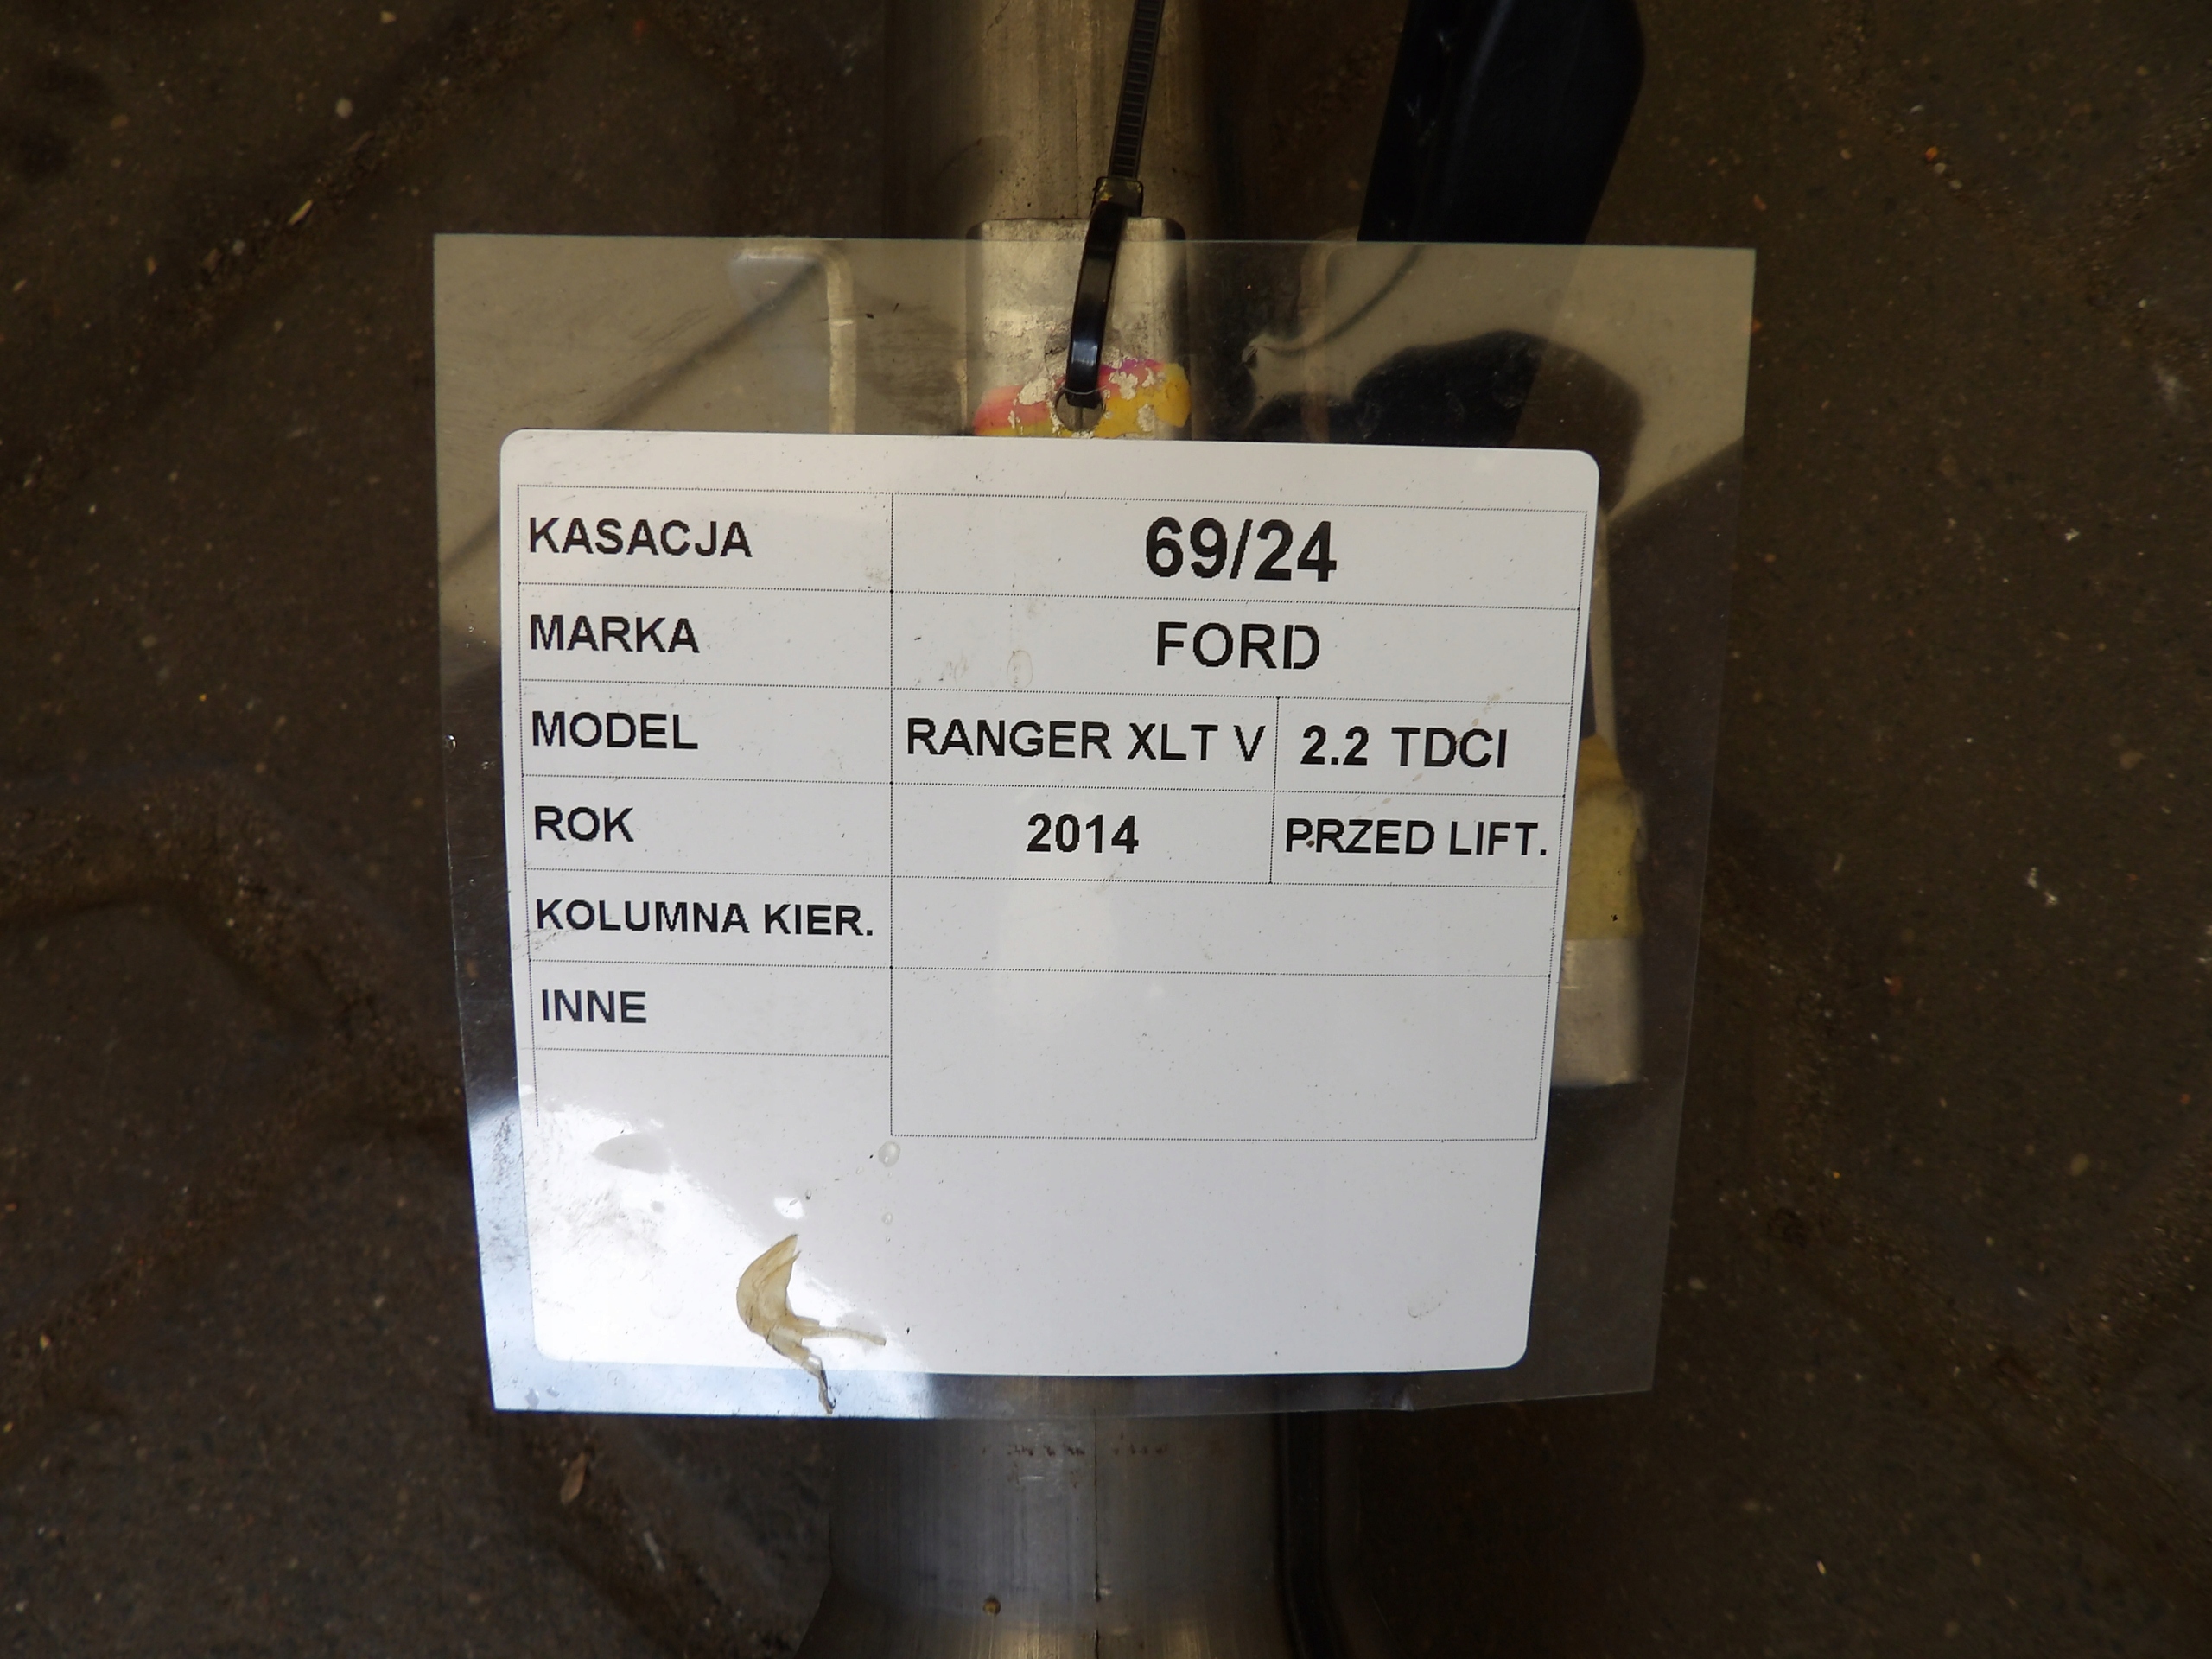 KASACJA 69/24
MARKA FORD
MODEL RANGER XLT V 2.2 TDCI
ROK 2014 PRZED LIFT.
KOLUMNA KIER.
INNE